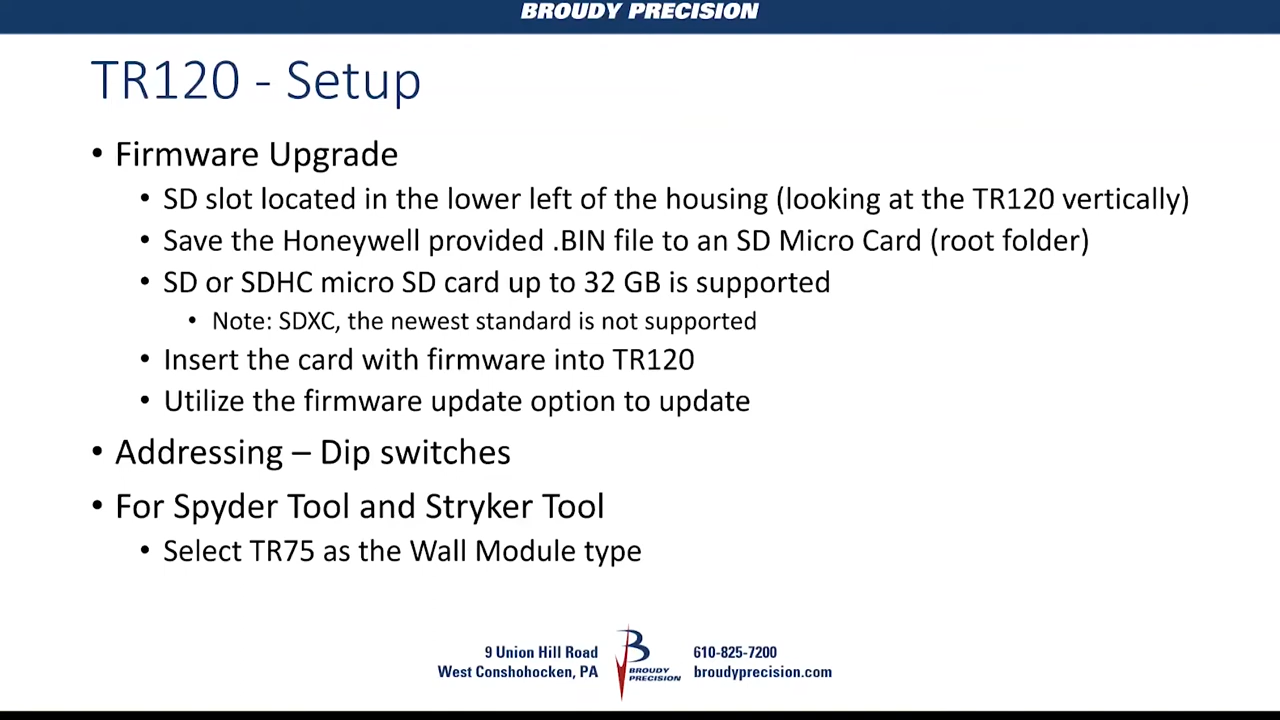 BROUDY PRECISION
TR120 - Setup
• Firmware Upgrade
• SD slot located in the lower left of the housing (looking at the TR120 vertically)
• Save the Honeywell provided .BIN file to an SD Micro Card (root folder)
• SD or SDHC micro SD card up to 32 GB is supported
• Note: SDXC, the newest standard is not supported
• Insert the card with firmware into TR120
• Utilize the firmware update option to update
• Addressing – Dip switches
• For Spyder Tool and Stryker Tool
• Select TR75 as the Wall Module type
9 Union Hill Road
West Conshohocken, PA
B
BROUDY
PRECISION
610-825-7200
broudyprecision.com